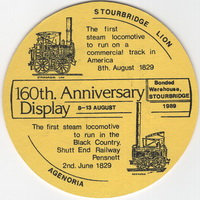 STOURBRIDGE LION
The first
steam locomotive
to run on a
commercial track in
America
8th. August 1829
STOURBRIDGE LION
160th. Anniversary
Display 8–13 AUGUST
Bonded
Warehouse,
STOURBRIDGE
1989
The first steam locomotive
to run in the
Black Country,
Shutt End Railway
Pensnett
2nd. June 1829
AGENORIA